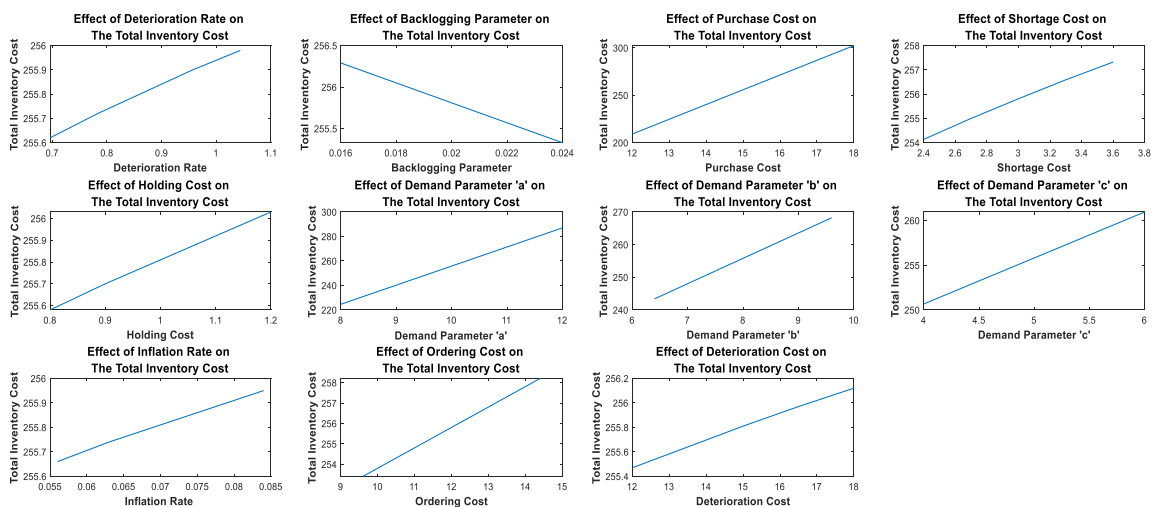 Effect of Deterioration Rate on
The Total Inventory Cost
Total Inventory Cost
256
255.9
255.8
255.7
255.6
0.7 0.8 0.9 1 1.1
Deterioration Rate
Effect of Backlogging Parameter on
The Total Inventory Cost
Total Inventory Cost
256.5
256
255.5
0.016 0.018 0.02 0.022 0.024
Backlogging Parameter
Effect of Purchase Cost on
The Total Inventory Cost
Total Inventory Cost
300
250
200
12 13 14 15 16 17 18
Purchase Cost
Effect of Shortage Cost on
The Total Inventory Cost
Total Inventory Cost
258
257
256
255
254
2.4 2.6 2.8 3 3.2 3.4 3.6 3.8
Shortage Cost
Effect of Holding Cost on
The Total Inventory Cost
Total Inventory Cost
256
255.9
255.8
255.7
255.6
0.8 0.9 1 1.1 1.2
Holding Cost
Effect of Demand Parameter 'a' on
The Total Inventory Cost
Total Inventory Cost
300
280
260
240
220
8 9 10 11 12
Demand Parameter 'a'
Effect of Demand Parameter 'b' on
The Total Inventory Cost
Total Inventory Cost
270
260
250
240
6 7 8 9 10
Demand Parameter 'b'
Effect of Demand Parameter 'c' on
The Total Inventory Cost
Total Inventory Cost
260
255
250
4 4.5 5 5.5 6
Demand Parameter 'c'
Effect of Inflation Rate on
The Total Inventory Cost
Total Inventory Cost
256
255.9
255.8
255.7
255.6
0.055 0.06 0.065 0.07 0.075 0.08 0.085
Inflation Rate
Effect of Ordering Cost on
The Total Inventory Cost
Total Inventory Cost
258
257
256
255
254
9 10 11 12 13 14 15
Ordering Cost
Effect of Deterioration Cost on
The Total Inventory Cost
Total Inventory Cost
256.2
256
255.8
255.6
255.4
12 13 14 15 16 17 18
Deterioration Cost